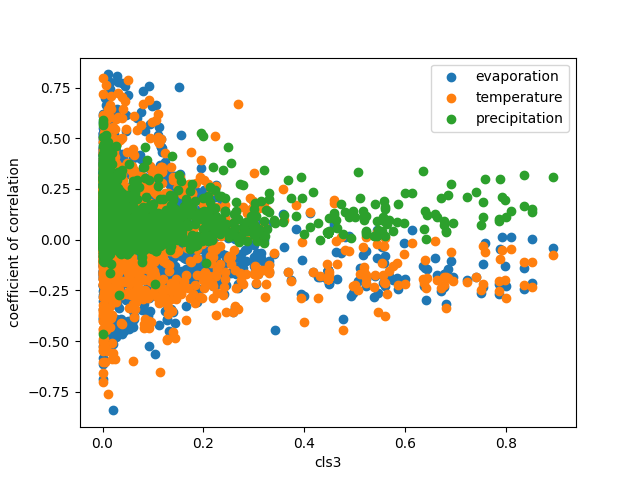 evaporation
temperature
precipitation
coefficient of correlation
0.75
0.50
0.25
0.00
−0.25
−0.50
−0.75
0.0 0.2 0.4 0.6 0.8
cls3